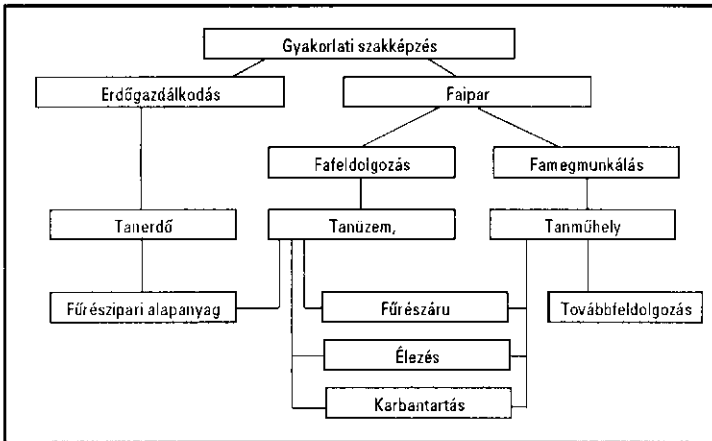 Gyakorlati szakképzés
Erdőgazdálkodás
Faipar
Fafeldolgozás
Famegmunkálás
Tanerdő
Tanüzem,
Tanműhely
Fűrészipari alapanyag
Fűrészáru
Továbbfeldolgozás
Élezés
Karbantartás